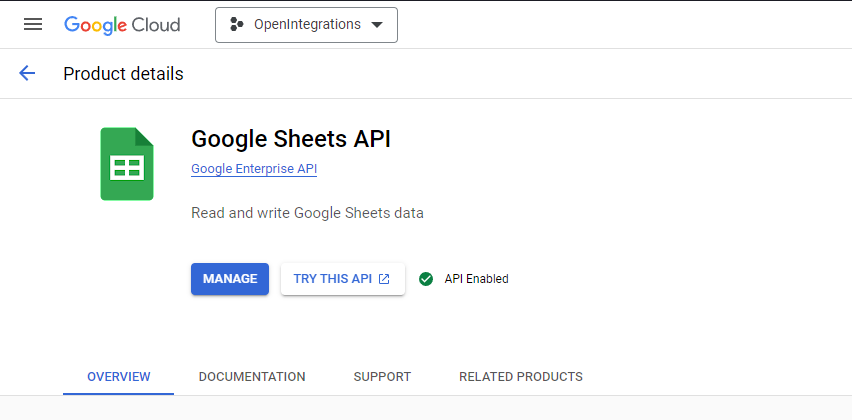 Google Cloud
OpenIntegrations
Product details
Google Sheets API
Google Enterprise API
Read and write Google Sheets data
MANAGE
TRY THIS API
API Enabled
OVERVIEW
DOCUMENTATION
SUPPORT
RELATED PRODUCTS